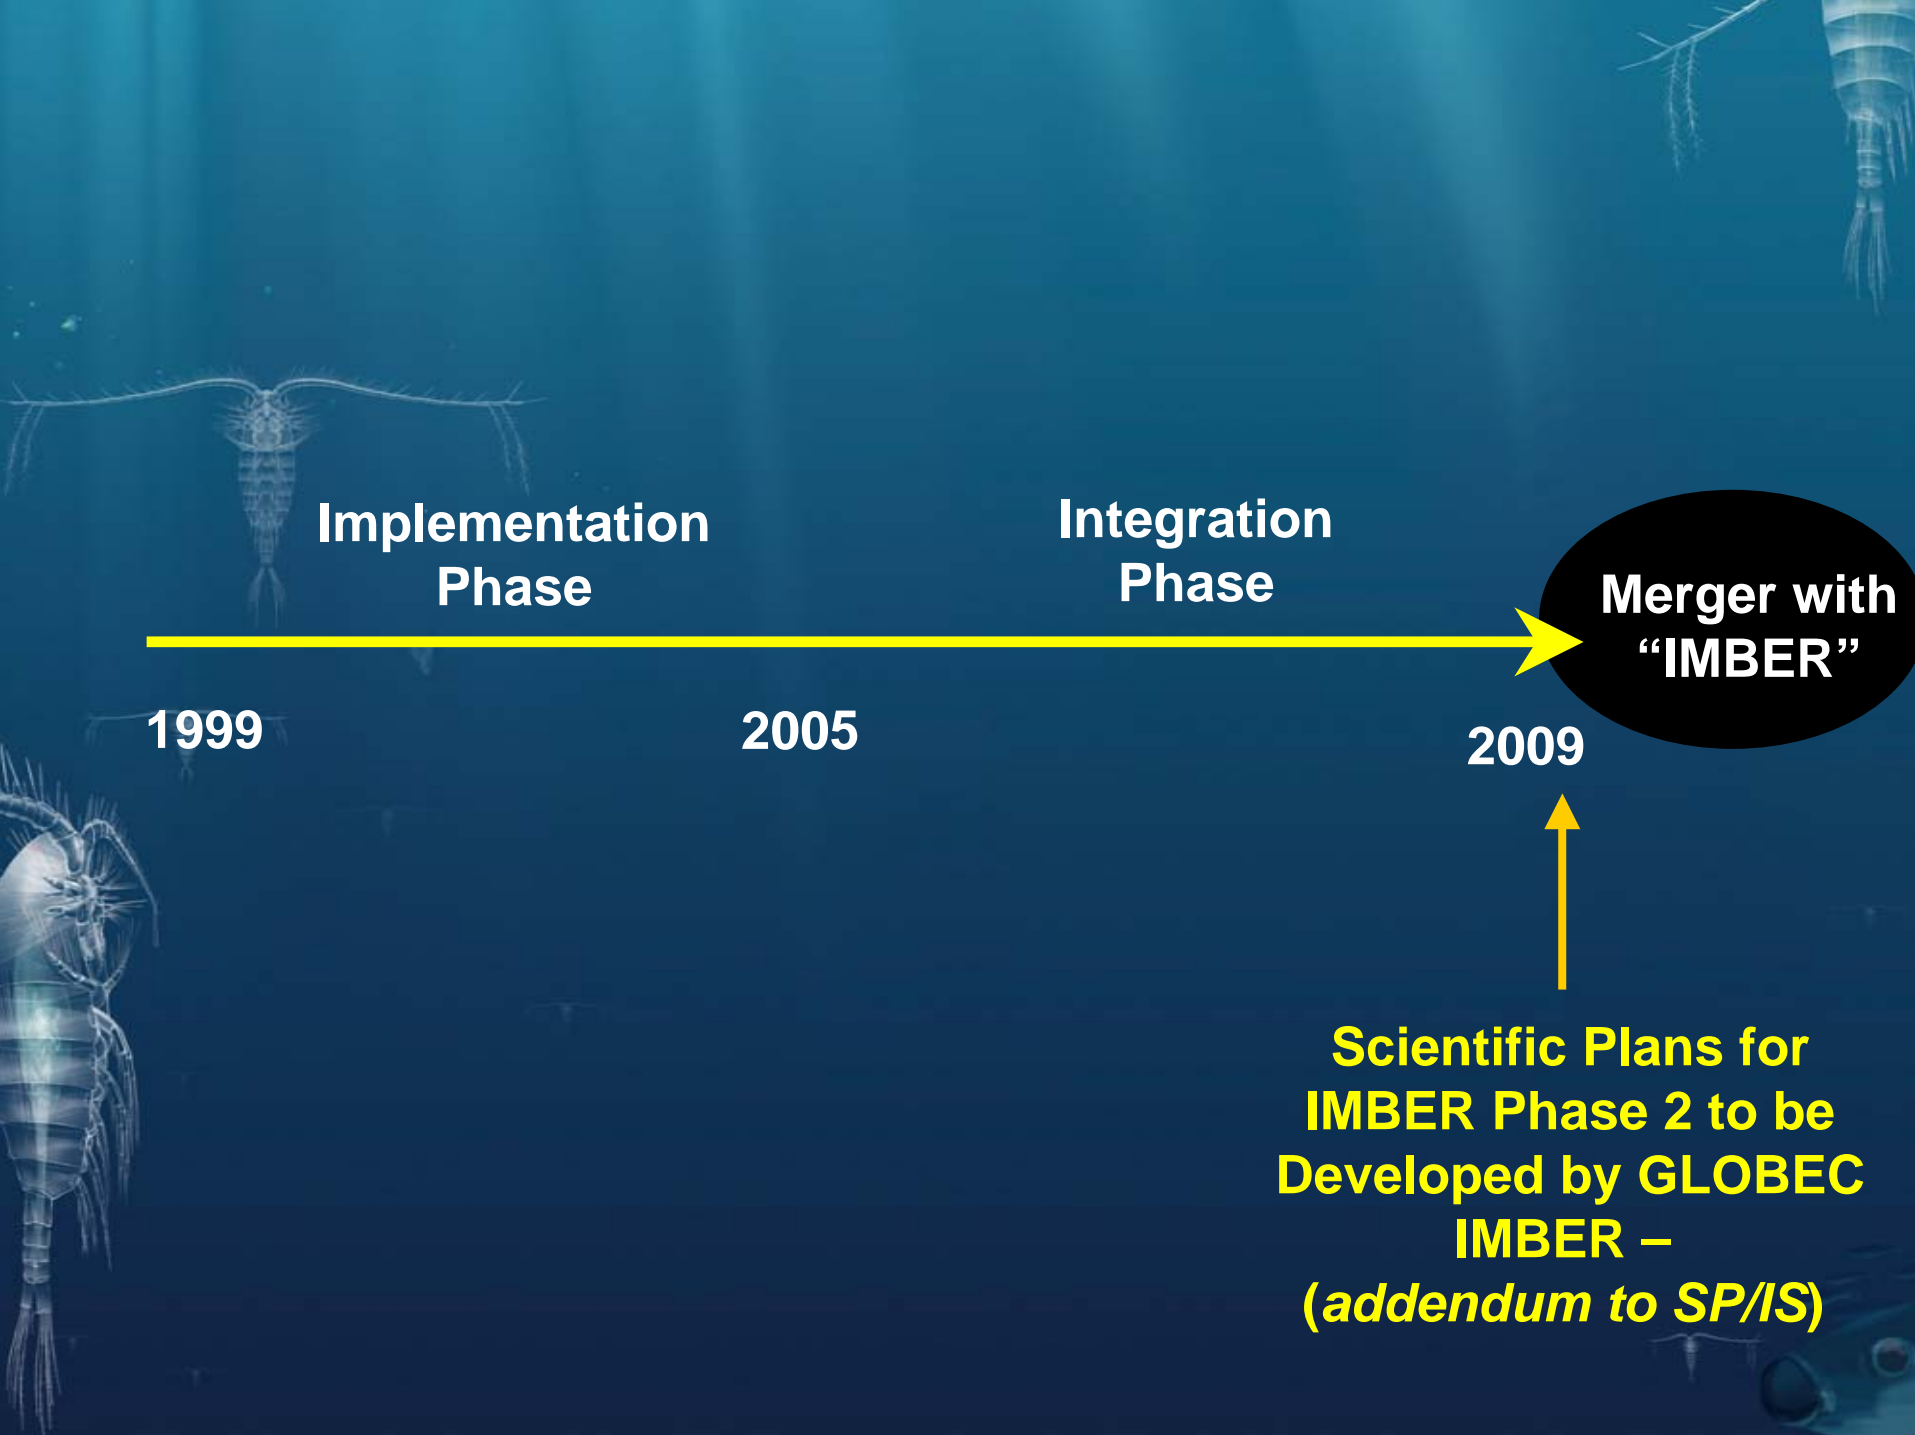 Implementation
Phase
Integration
Phase
Merger with
“IMBER”
1999
2005
2009
Scientific Plans for
IMBER Phase 2 to be
Developed by GLOBEC
IMBER –
(addendum to SP/IS)